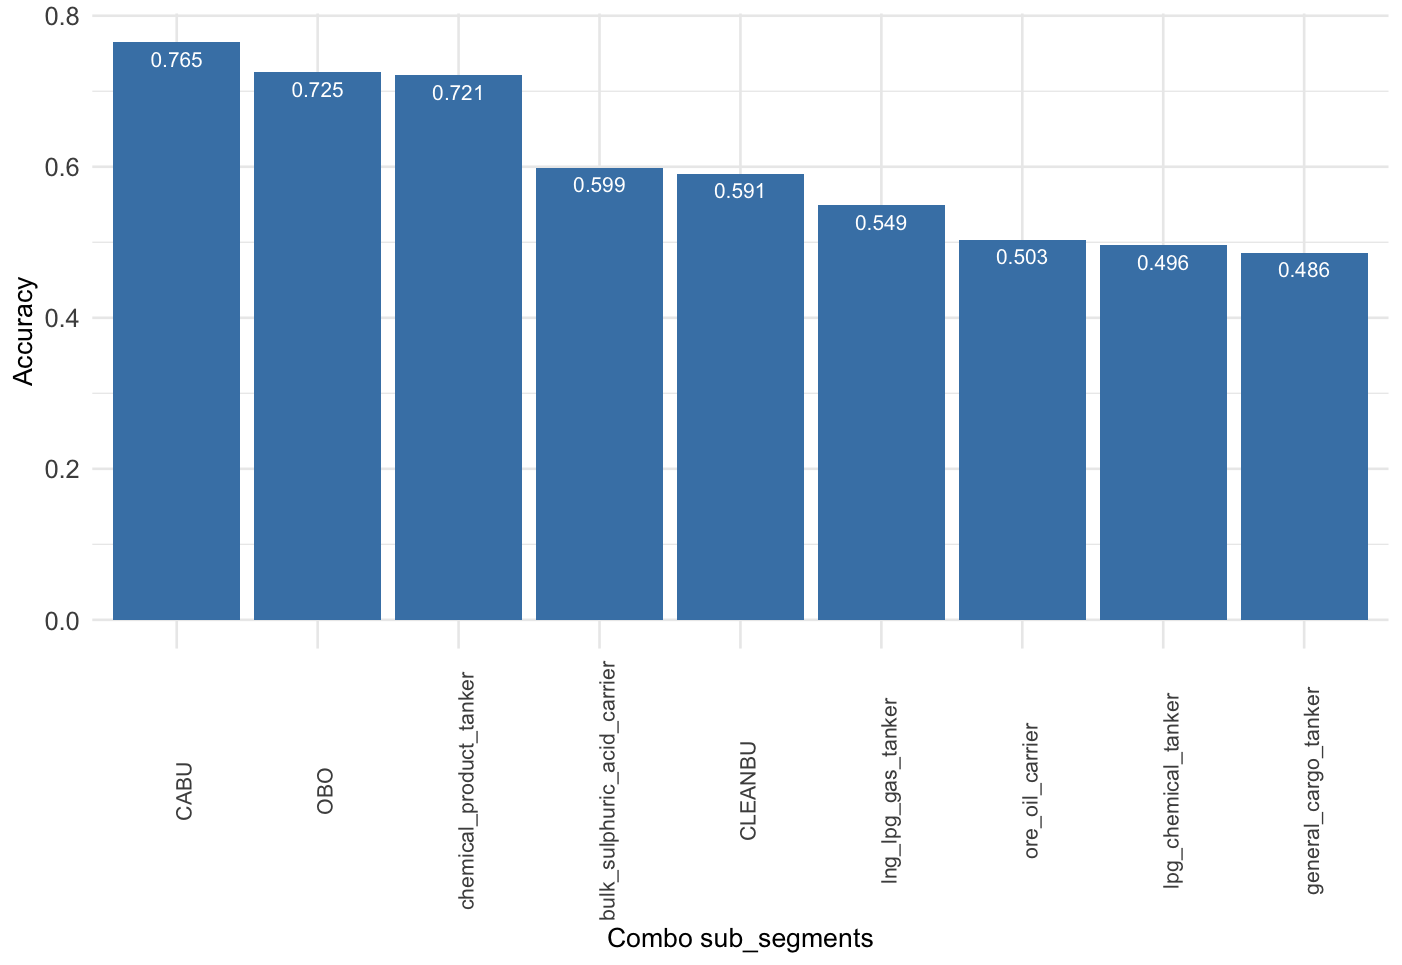 0.8
0.6
0.4
0.2
0.0
Accuracy
0.765
0.725
0.721
0.599
0.591
0.549
0.503
0.496
0.486
CABU
OBO
chemical_product_tanker
bulk_sulphuric_acid_carrier
CLEANBU
lng_lpg_gas_tanker
ore_oil_carrier
lpg_chemical_tanker
general_cargo_tanker
Combo sub_segments